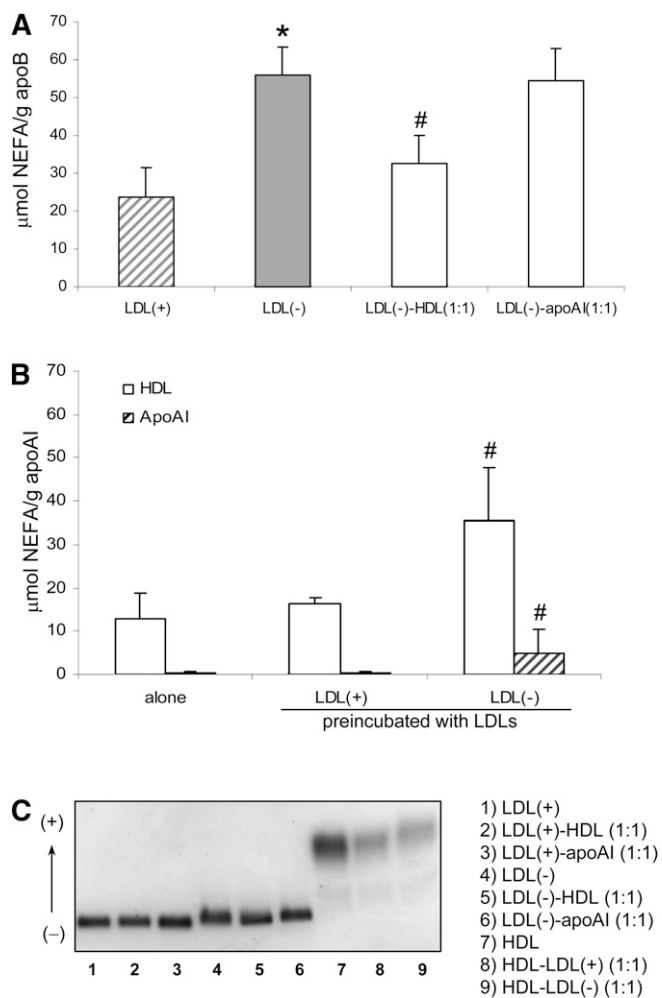 A
70
60
50
40
30
20
10
0
µmol NEFA/g apoB
*
#
LDL(+) LDL(-) LDL(-)-HDL(1:1) LDL(-)-apoAI(1:1)
B
70
60
50
40
30
20
10
0
µmol NEFA/g apoAI
HDL
ApoAI
#
#
alone LDL(+) LDL(-)
preincubated with LDLs
C
(+)
(−)
1 2 3 4 5 6 7 8 9
1) LDL(+)
2) LDL(+)-HDL (1:1)
3) LDL(+)-apoAI (1:1)
4) LDL(-)
5) LDL(-)-HDL (1:1)
6) LDL(-)-apoAI (1:1)
7) HDL
8) HDL-LDL(+) (1:1)
9) HDL-LDL(-) (1:1)